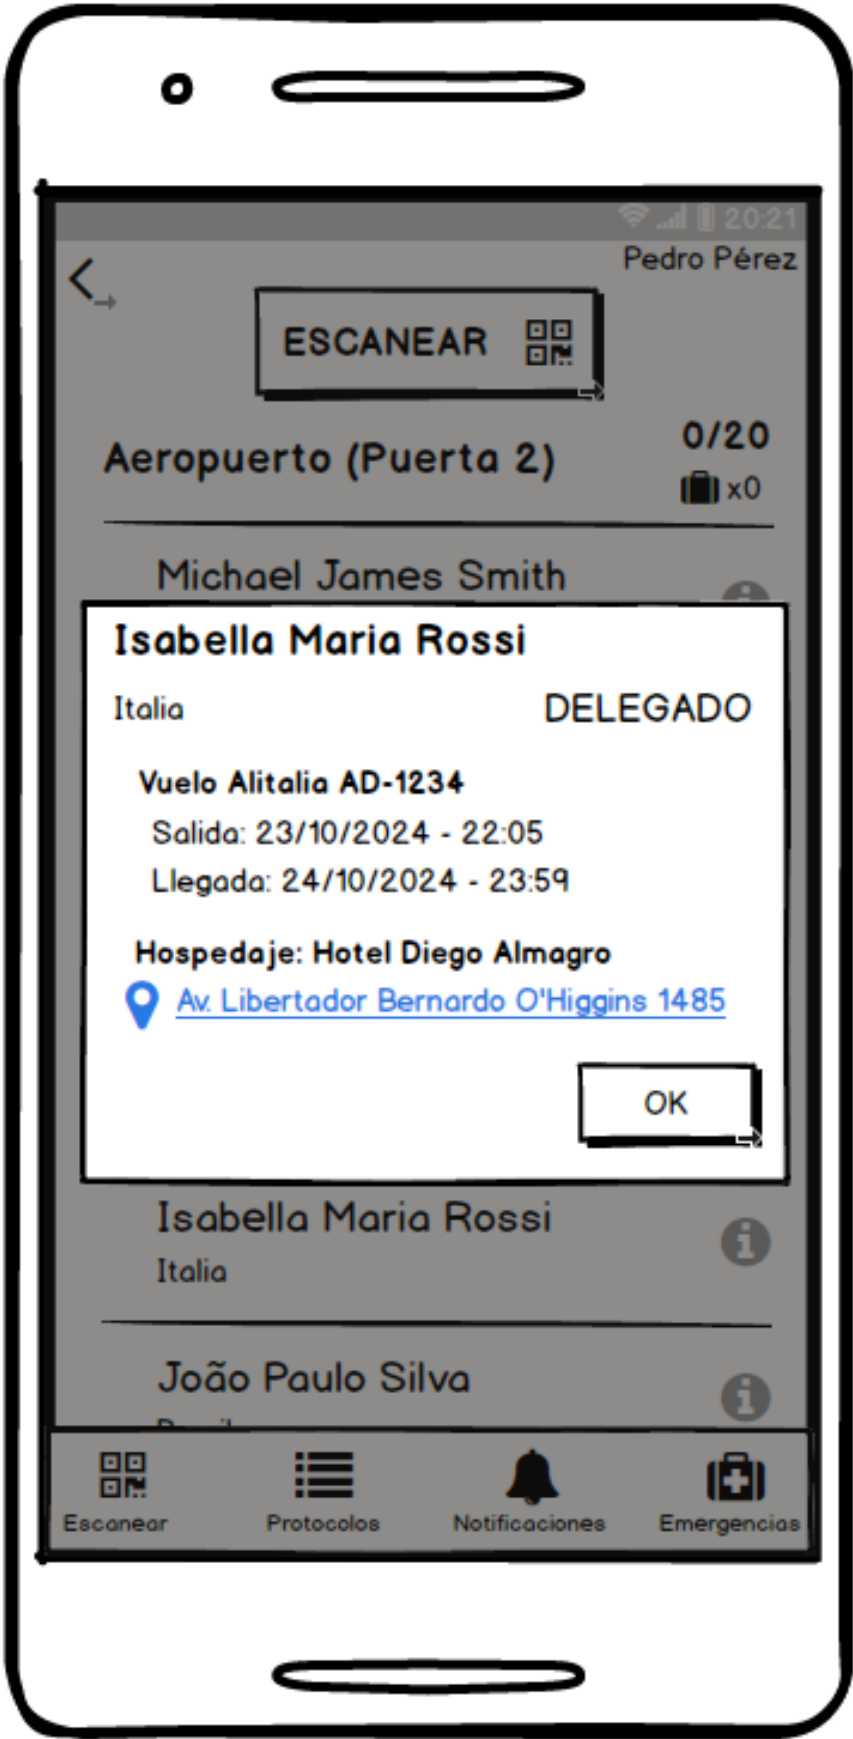 20:21
Pedro Pérez
ESCANEAR
0/20
Aeropuerto (Puerta 2)
x0
Michael James Smith
Isabella Maria Rossi
Italia
DELEGADO
Vuelo Alitalia AD-1234
Salida: 23/10/2024 - 22:05
Llegada: 24/10/2024 - 23:59
Hospedaje: Hotel Diego Almagro
Av. Libertador Bernardo O'Higgins 1485
OK
Isabella Maria Rossi
Italia
João Paulo Silva
Escanear
Protocolos
Notificaciones
Emergencias